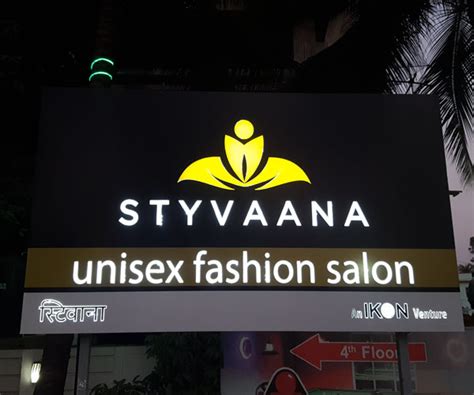 STYVAANA
unisex fashion salon
स्टिवाना
An IKON Venture
4th Floor